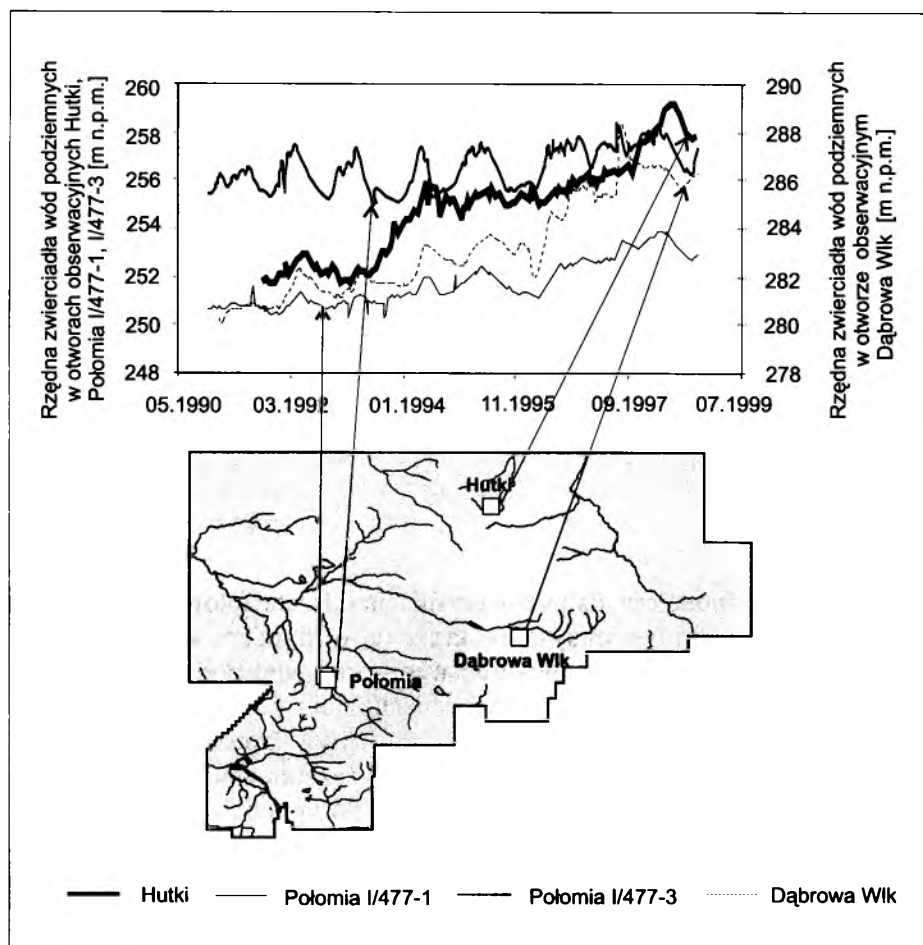 Rzędna zwierciadła wód podziemnych
w otworach obserwacyjnych Hutki,
Połomia I/477-1, I/477-3 [m n.p.m.]
260
258
256
254
252
250
248
290
288
286
284
282
280
278
Rzędna zwierciadła wód podziemnych
w otworze obserwacyjnym
Dąbrowa Wlk [m n.p.m.]
05.1990
03.1992
01.1994
11.1995
09.1997
07.1999
Hutki
Dąbrowa Wlk
Połomia
Hutki
Połomia I/477-1
Połomia I/477-3
Dąbrowa Wlk